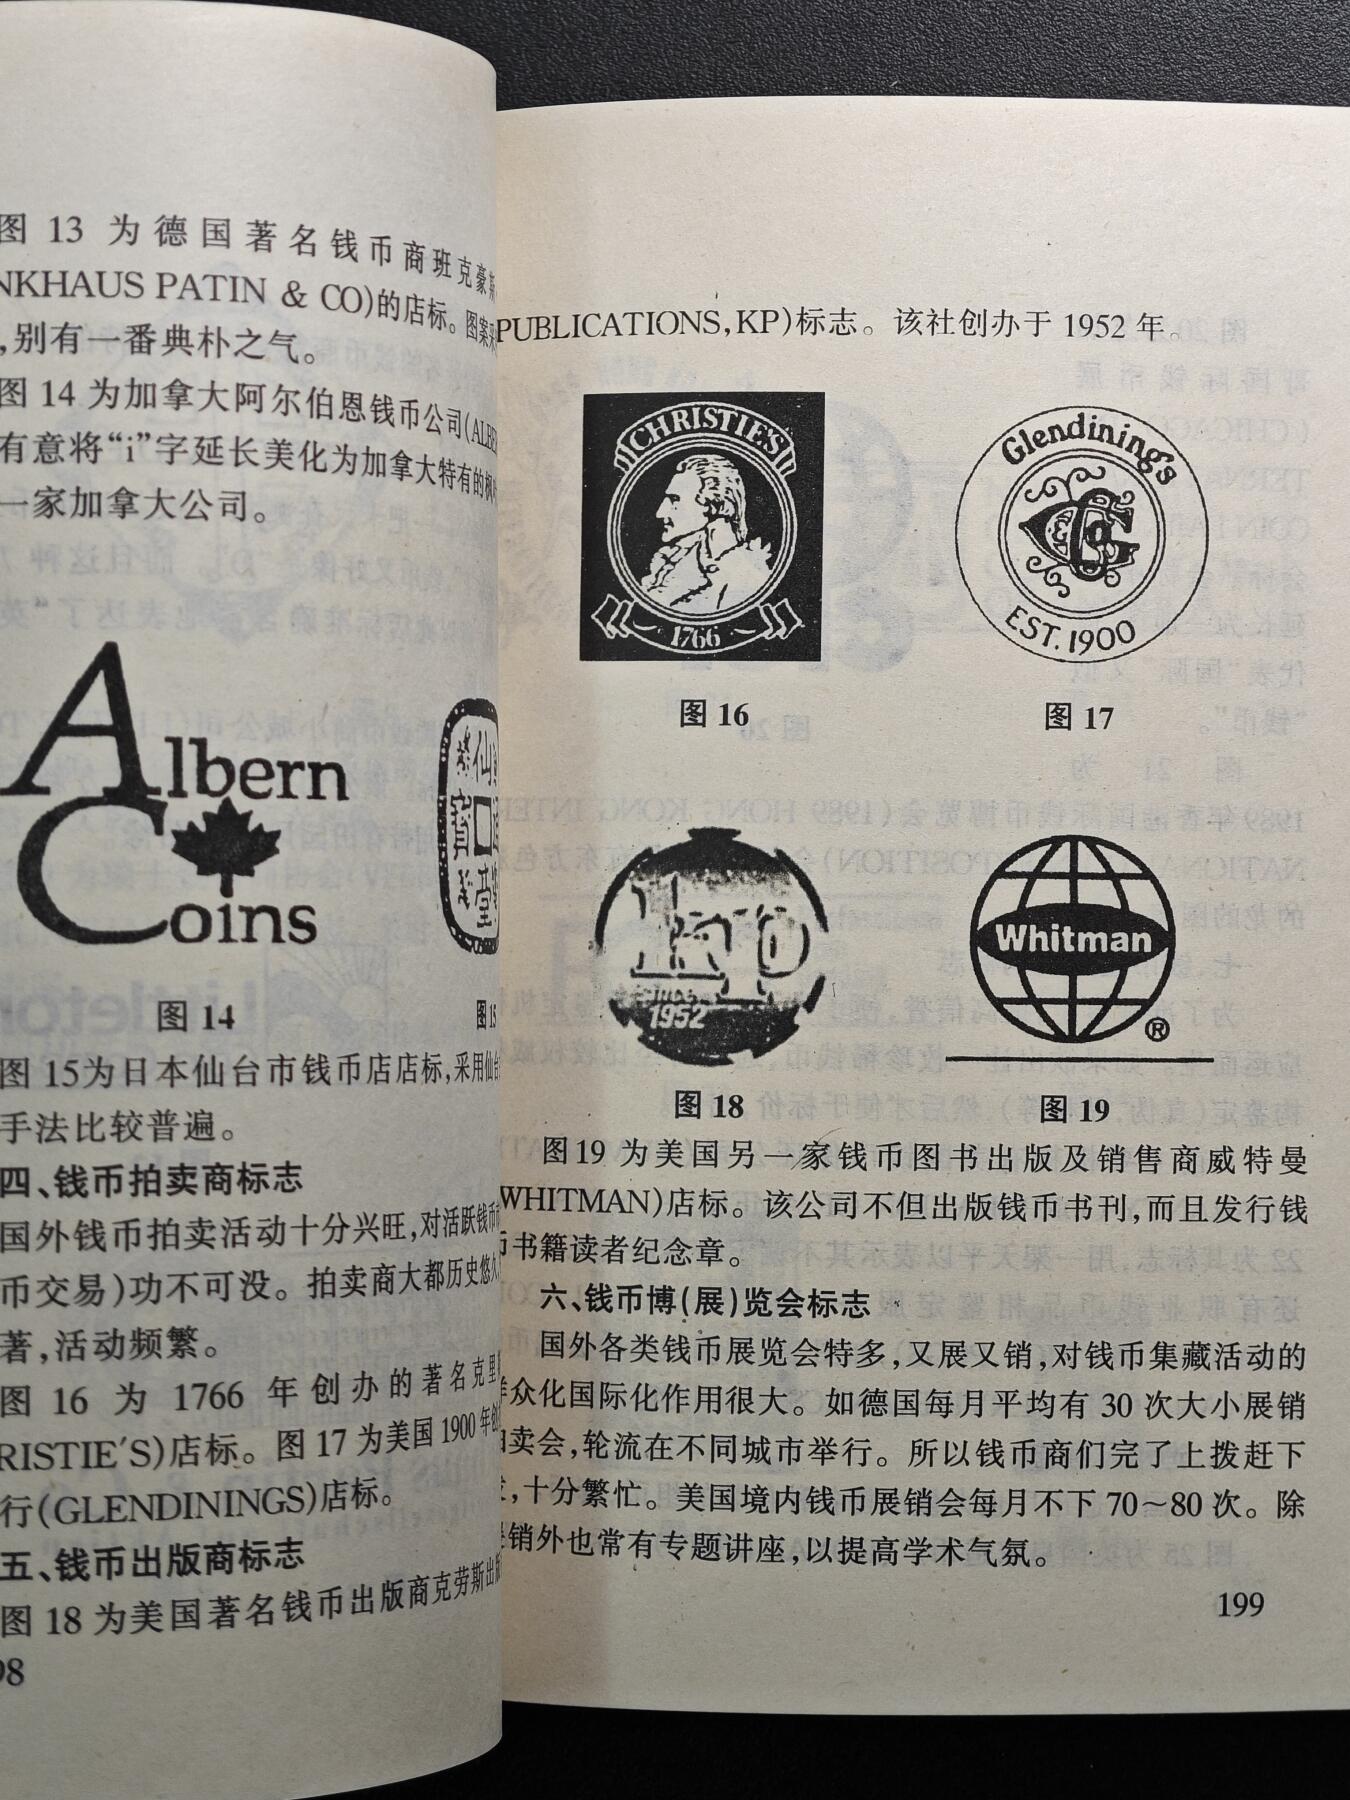 图 13 为德国著名钱币商班克豪斯
NKHAUS PATIN & CO)的店标。图案采
,别有一番典朴之气。
图 14 为加拿大阿尔伯恩钱币公司(ALBE
有意将“i”字延长美化为加拿大特有的枫
一家加拿大公司。
Albern
Coins
仙
寳
臺
图 14
图 15
图 15为日本仙台市钱币店店标,采用仙台
手法比较普遍。
四、钱币拍卖商标志
国外钱币拍卖活动十分兴旺,对活跃钱币
币交易)功不可没。拍卖商大都历史悠久
著,活动频繁。
图 16 为 1766 年创办的著名克里
RISTIE'S)店标。图 17 为美国 1900 年创
行(GLENDININGS)店标。
五、钱币出版商标志
图 18 为美国著名钱币出版商克劳斯出版
98
PUBLICATIONS,KP)标志。该社创办于 1952 年。
CHRISTIE'S
1766
Glendining's
EST. 1900
图 16
图 17
kp
since
1952
Whitman
®
图 18
图 19
图19 为美国另一家钱币图书出版及销售商威特曼
WHITMAN)店标。该公司不但出版钱币书刊,而且发行钱
书籍读者纪念章。
六、钱币博(展)览会标志
国外各类钱币展览会特多,又展又销,对钱币集藏活动的
众化国际化作用很大。如德国每月平均有 30 次大小展销
卖会,轮流在不同城市举行。所以钱币商们完了上拨赶下
,十分繁忙。美国境内钱币展销会每月不下 70～80 次。除
销外也常有专题讲座,以提高学术气氛。
199